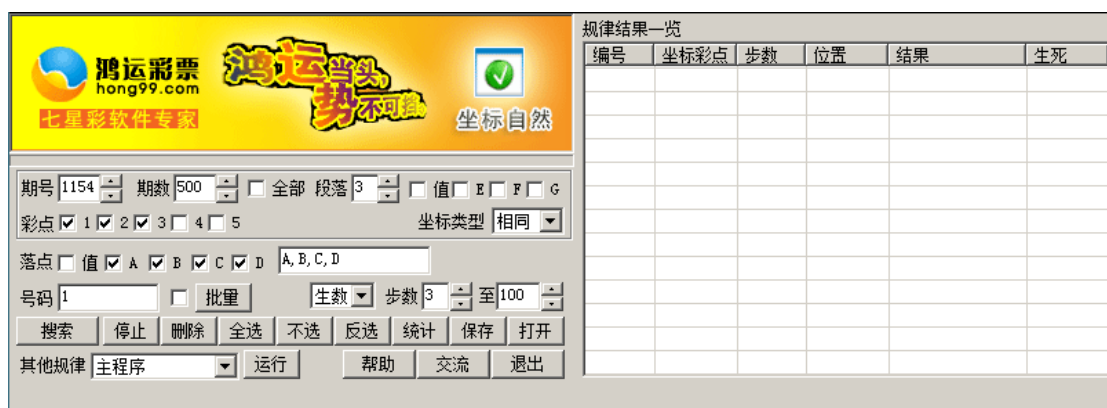 鸿运彩票
hong99.com
七星彩软件专家
鸿运当头
势不可挡
坐标自然
期号 1154 期数 500 全部 段落 3 值 E F G
彩点 1 2 3 4 5 坐标类型 相同
落点 值 A B C D A,B,C,D
号码 1 批量 生数 步数 3 至 100
搜索 停止 删除 全选 不选 反选 统计 保存 打开
其他规律 主程序 运行 帮助 交流 退出
规律结果一览
编号 坐标彩点 步数 位置 结果 生死